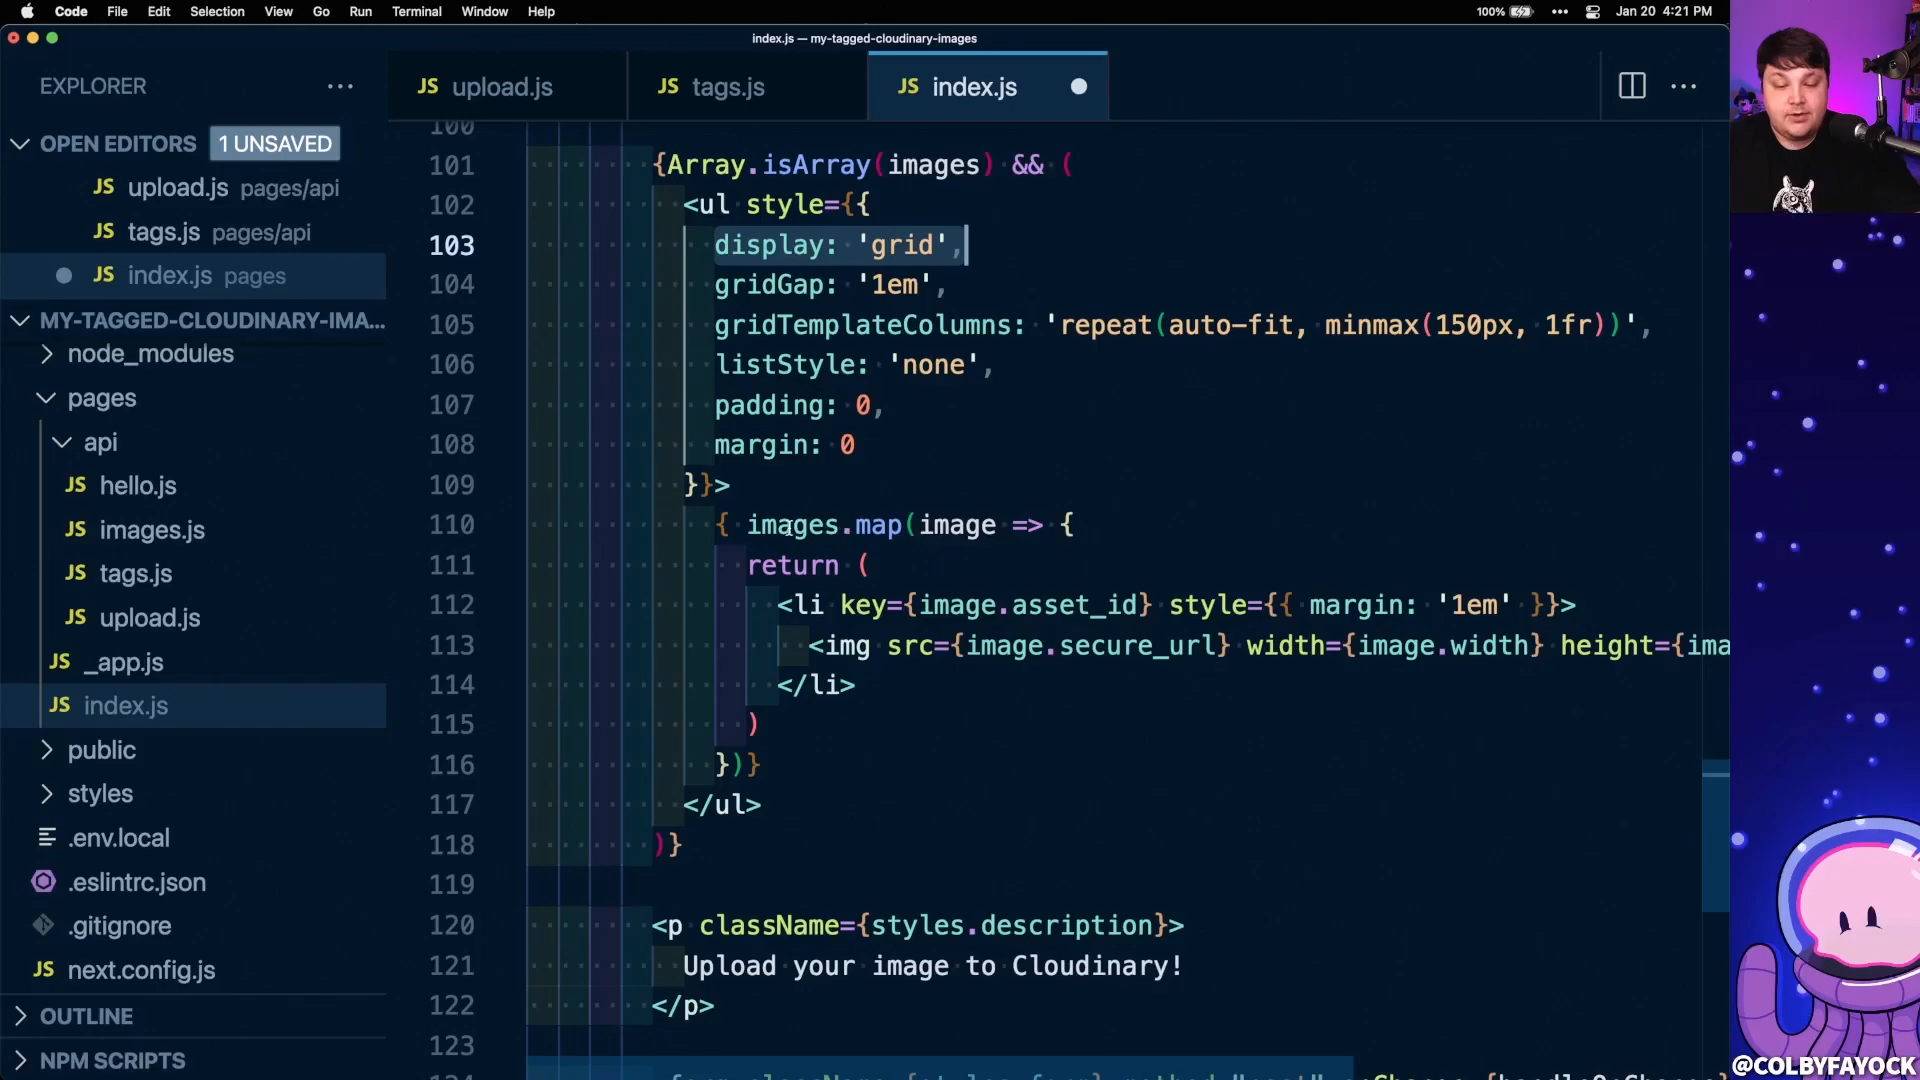 Code File Edit Selection View Go Run Terminal Window Help 100% Jan 20 4:21 PM
index.js — my-tagged-cloudinary-images
EXPLORER
JS upload.js
JS tags.js
JS index.js
OPEN EDITORS 1 UNSAVED
JS upload.js pages/api
JS tags.js pages/api
JS index.js pages
MY-TAGGED-CLOUDINARY-IMA...
node_modules
pages
api
JS hello.js
JS images.js
JS tags.js
JS upload.js
JS _app.js
JS index.js
public
styles
.env.local
.eslintrc.json
.gitignore
JS next.config.js
OUTLINE
NPM SCRIPTS
100
101 {Array.isArray(images) && (
102 <ul style={{
103 display: 'grid',
104 gridGap: '1em',
105 gridTemplateColumns: 'repeat(auto-fit, minmax(150px, 1fr))',
106 listStyle: 'none',
107 padding: 0,
108 margin: 0
109 }}>
110 { images.map(image => {
111 return (
112 <li key={image.asset_id} style={{ margin: '1em' }}>
113 <img src={image.secure_url} width={image.width} height={ima
114 </li>
115 )
116 })}
117 </ul>
118 )}
119
120 <p className={styles.description}>
121 Upload your image to Cloudinary!
122 </p>
123
@COLBYFAYOCK